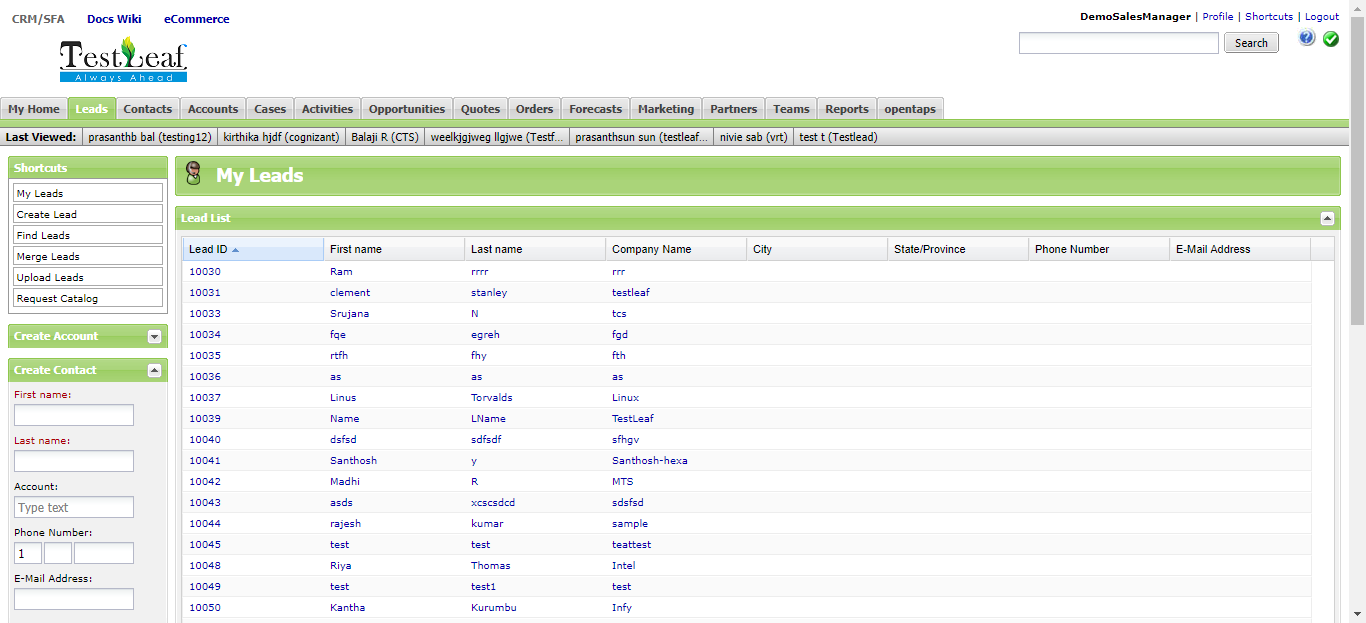 CRM/SFA Docs Wiki eCommerce
DemoSalesManager | Profile | Shortcuts | Logout
TestLeaf
Always Ahead
Search
My Home Leads Contacts Accounts Cases Activities Opportunities Quotes Orders Forecasts Marketing Partners Teams Reports opentaps
Last Viewed: prasanthb bal (testing12) kirthika hjdf (cognizant) Balaji R (CTS) weelkjgjweg llgjwe (Testf... prasanthsun sun (testleaf... nivie sab (vrt) test t (Testlead)
Shortcuts
My Leads
Create Lead
Find Leads
Merge Leads
Upload Leads
Request Catalog
Create Account
Create Contact
First name:
Last name:
Account:
Type text
Phone Number:
1
E-Mail Address:
My Leads
Lead List
Lead ID First name Last name Company Name City State/Province Phone Number E-Mail Address
10030 Ram rrrr rrr
10031 clement stanley testleaf
10033 Srujana N tcs
10034 fqe egreh fgd
10035 rtfh fhy fth
10036 as as as
10037 Linus Torvalds Linux
10039 Name LName TestLeaf
10040 dsfsd sdfsdf sfhgv
10041 Santhosh y Santhosh-hexa
10042 Madhi R MTS
10043 asds xcscsdcd sdsfsd
10044 rajesh kumar sample
10045 test test teattest
10048 Riya Thomas Intel
10049 test test1 test
10050 Kantha Kurumbu Infy